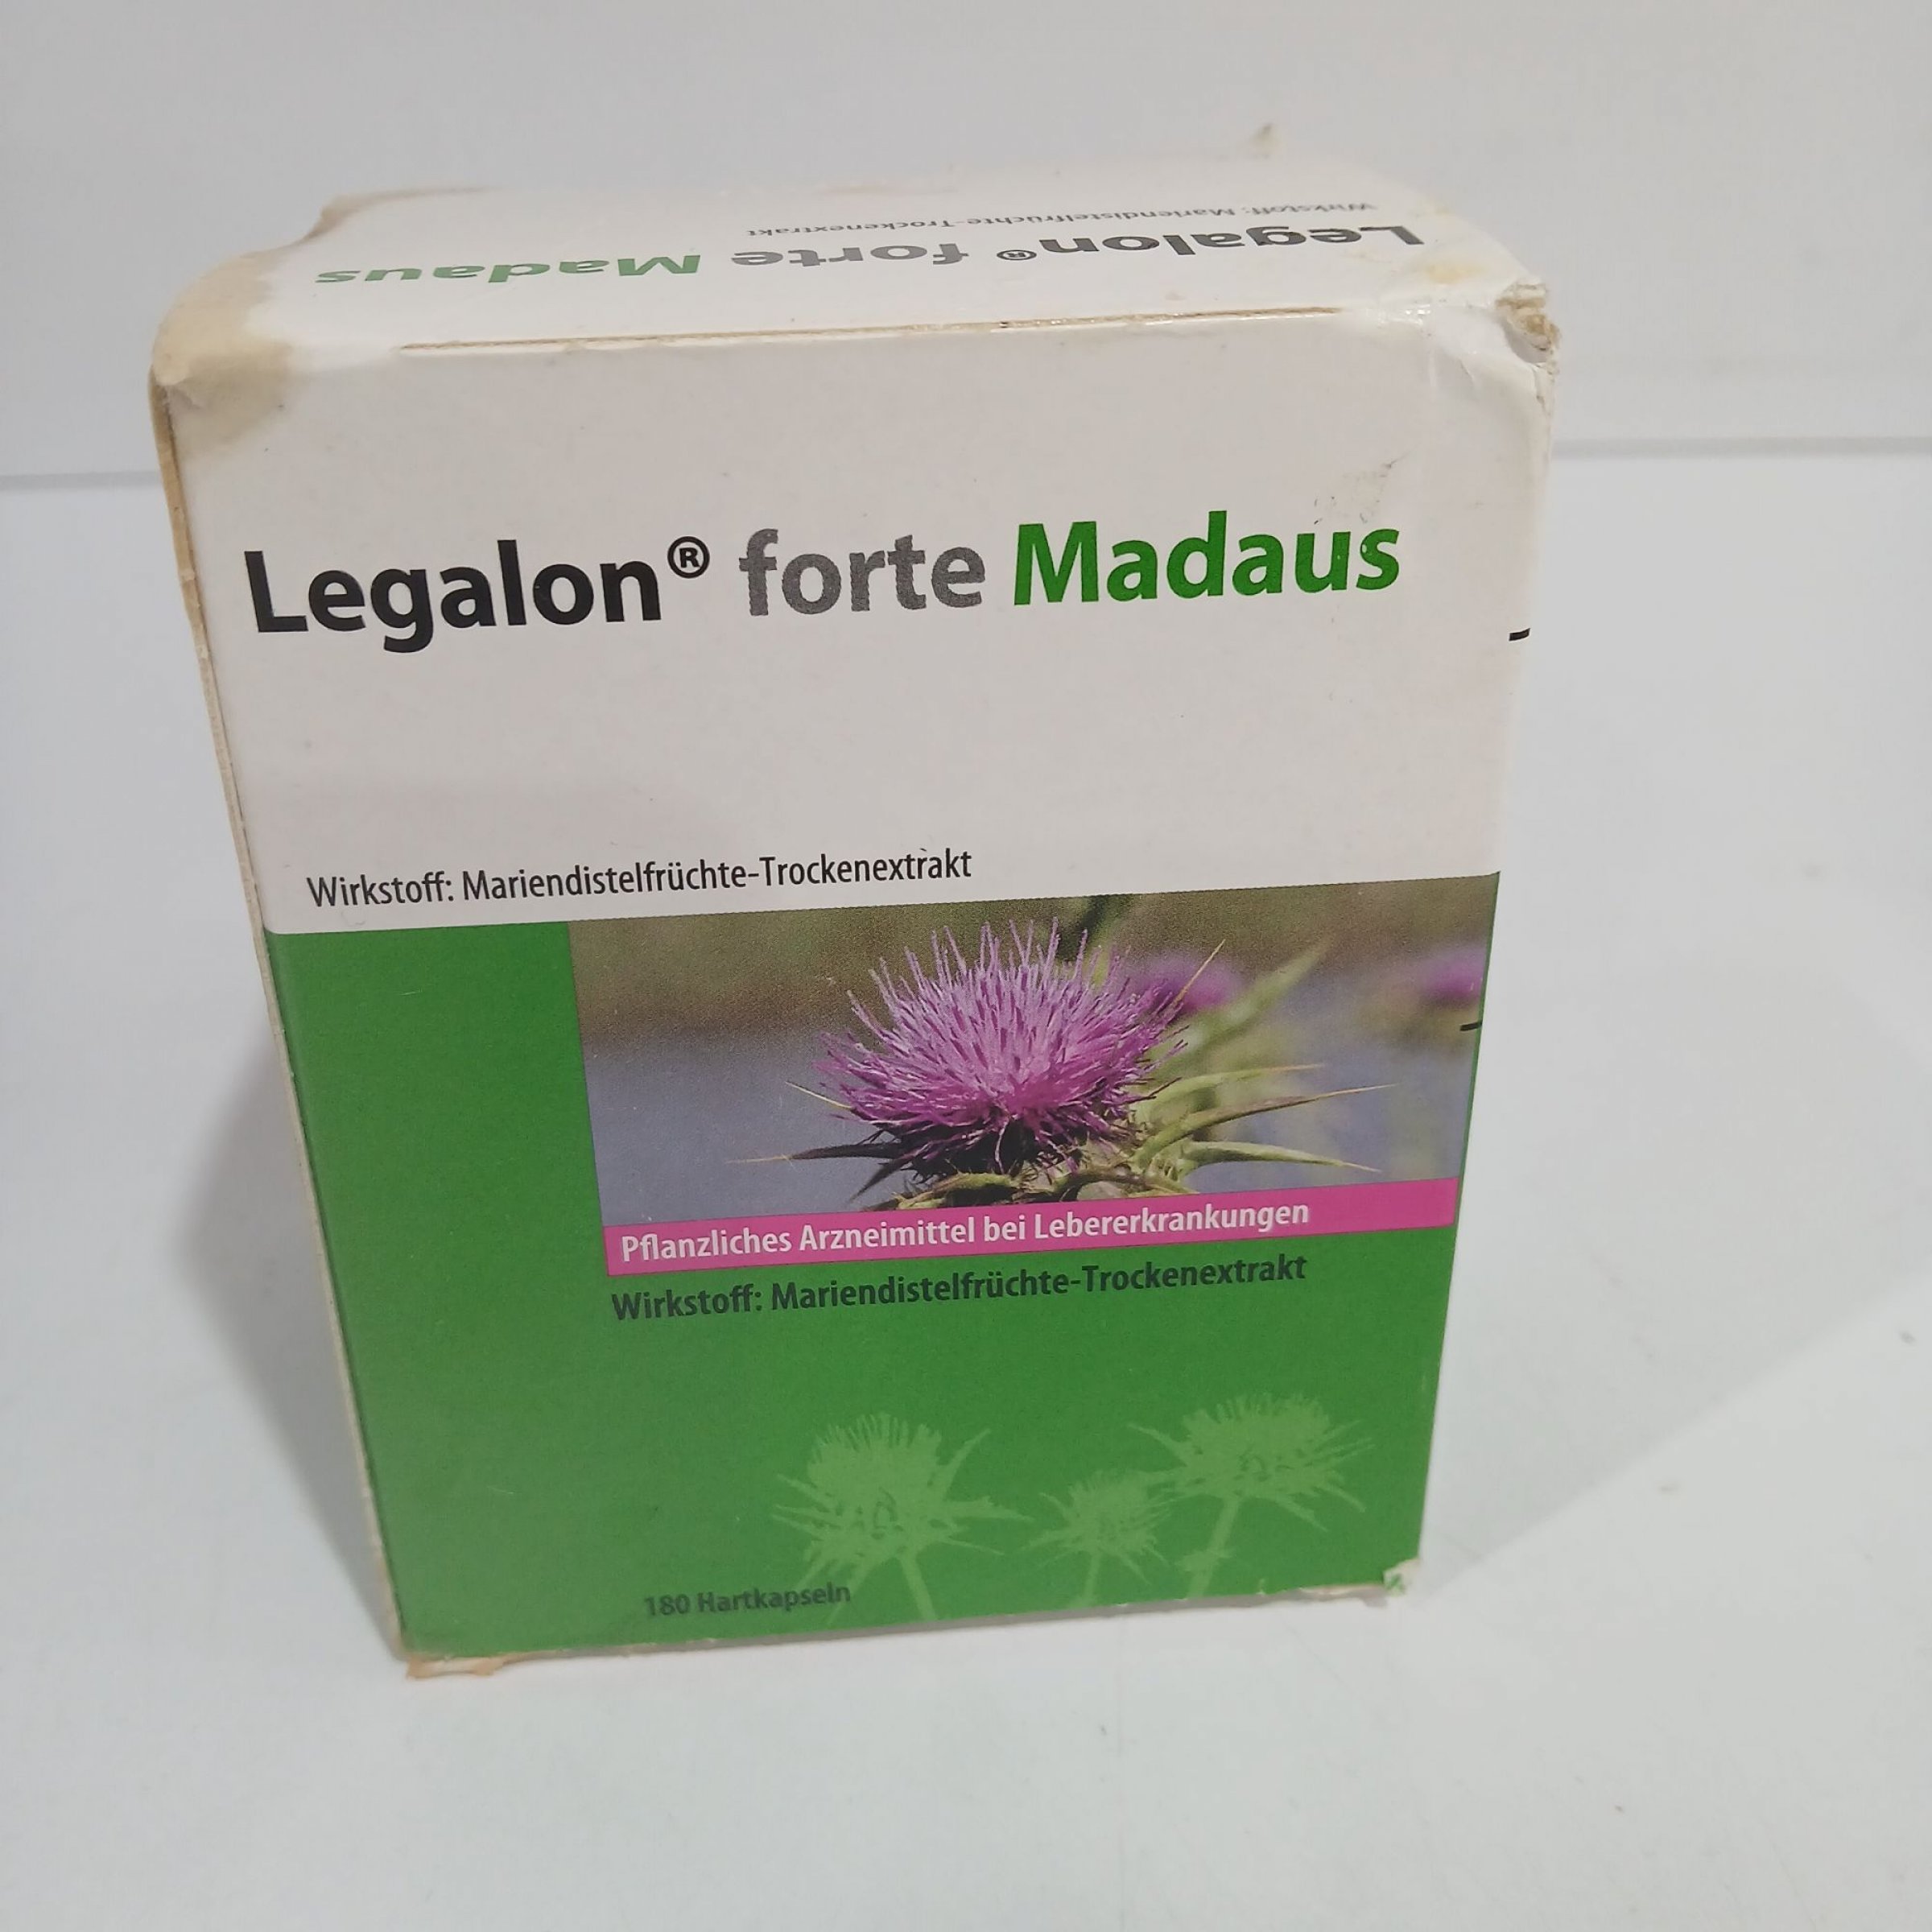 Wirkstoff: Mariendistelfrüchte-Trockenextrakt
Legalon® forte Madaus
Legalon® forte Madaus
Wirkstoff: Mariendistelfrüchte-Trockenextrakt
Pflanzliches Arzneimittel bei Lebererkrankungen
Wirkstoff: Mariendistelfrüchte-Trockenextrakt
180 Hartkapseln